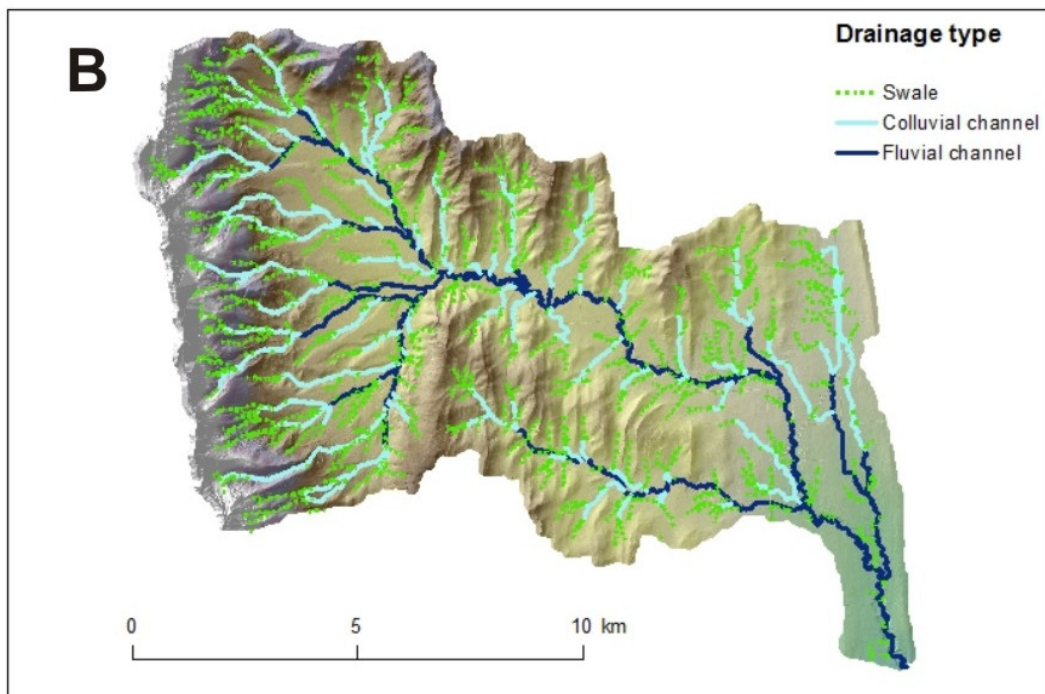 B
Drainage type
Swale
Colluvial channel
Fluvial channel
0 5 10 km